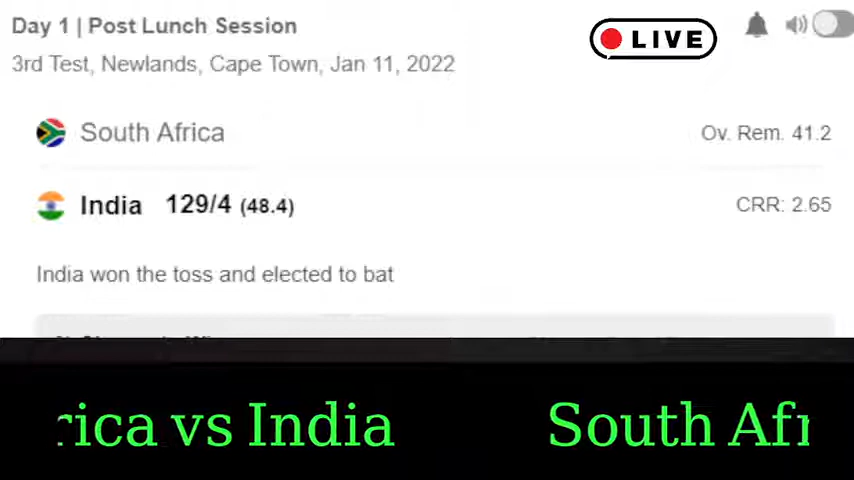 Day 1 | Post Lunch Session
LIVE
3rd Test, Newlands, Cape Town, Jan 11, 2022
South Africa Ov. Rem. 41.2
India 129/4 (48.4) CRR: 2.65
India won the toss and elected to bat
rica vs India South Afr